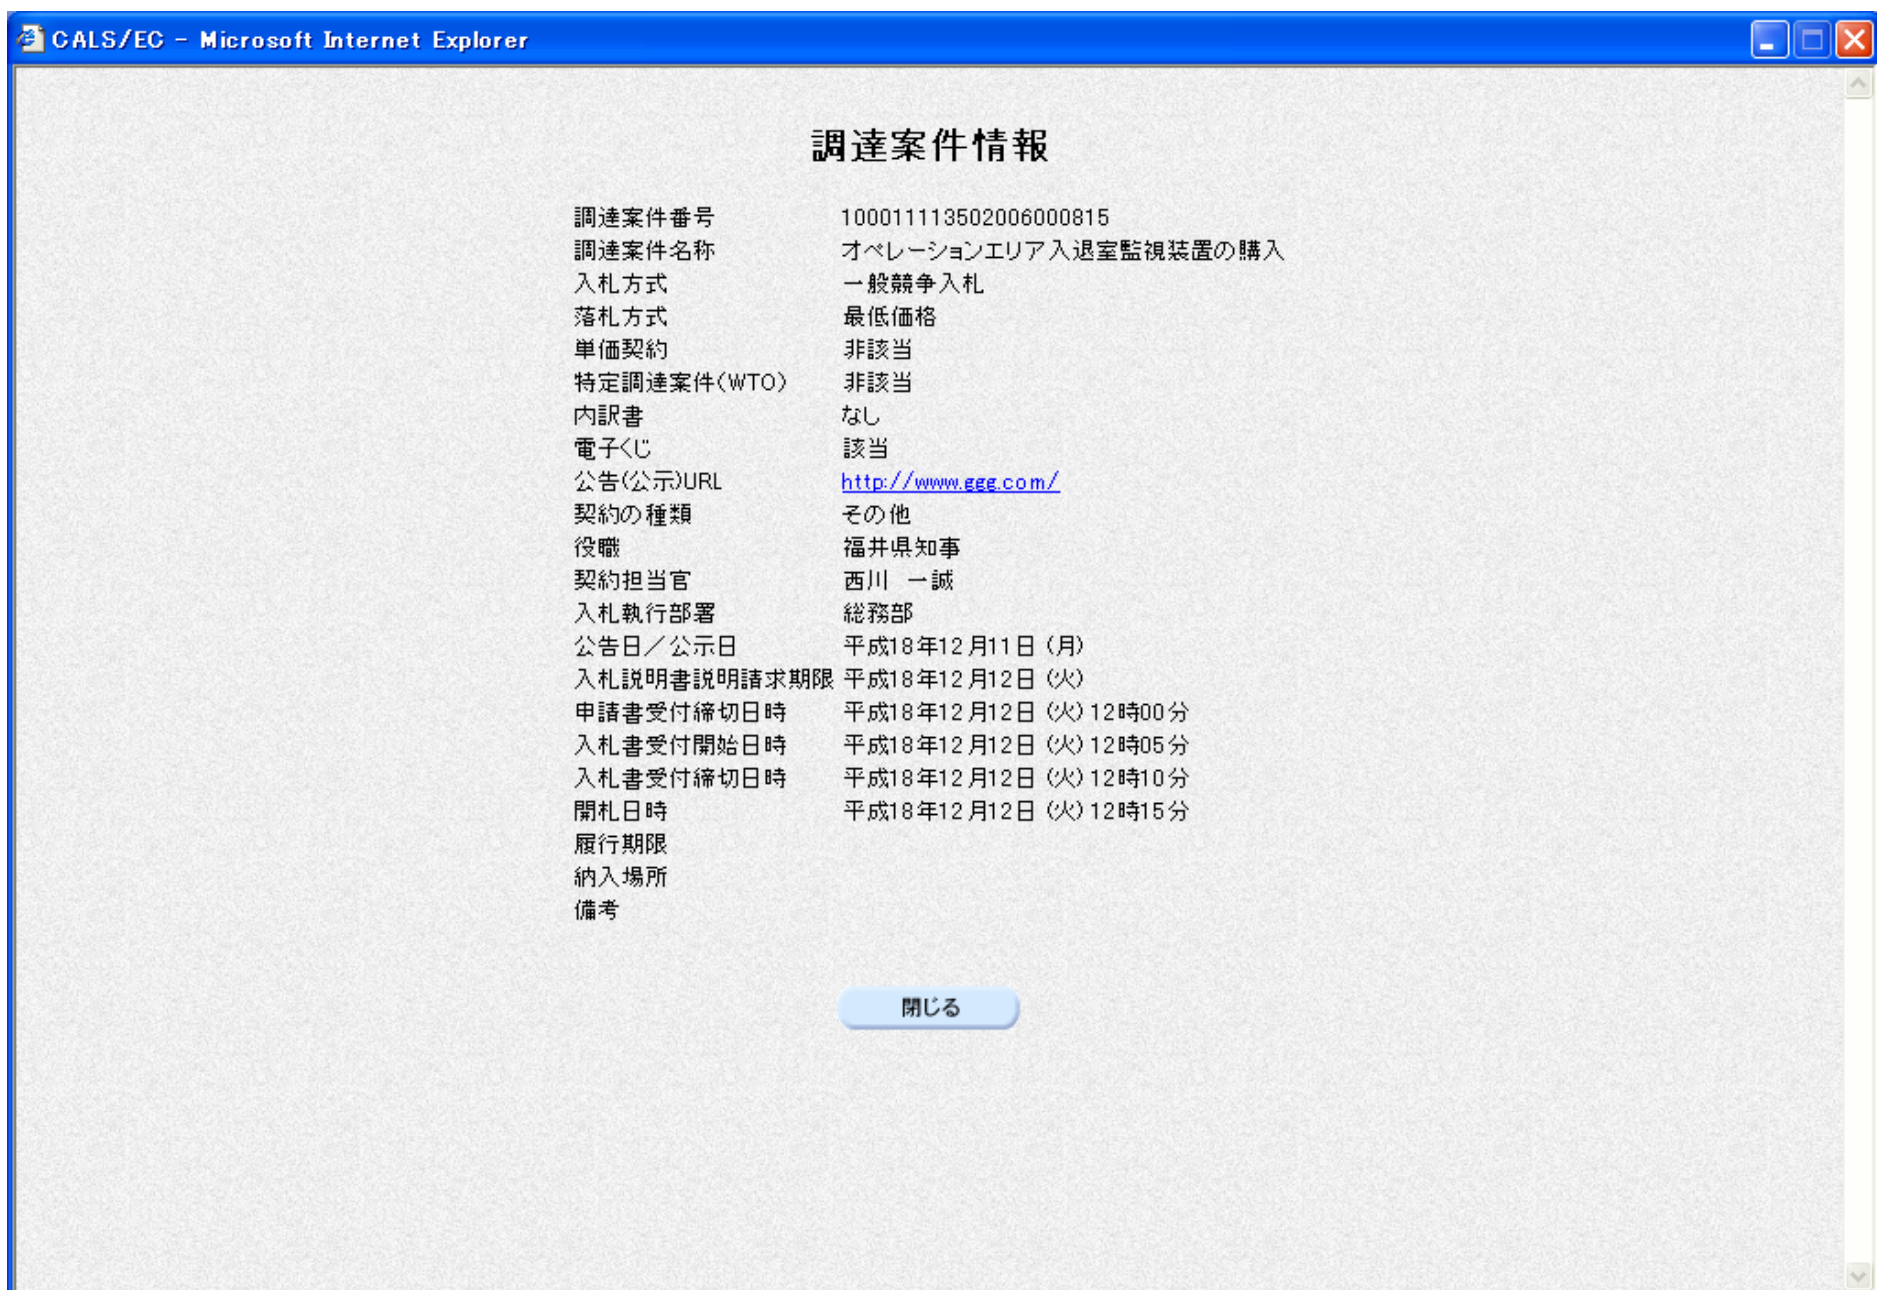 CALS/EC - Microsoft Internet Explorer
調達案件情報
調達案件番号 100011113502006000815
調達案件名称 オペレーションエリア入退室監視装置の購入
入札方式 一般競争入札
落札方式 最低価格
単価契約 非該当
特定調達案件(WTO) 非該当
内訳書 なし
電子くじ 該当
公告(公示)URL http://www.ggg.com/
契約の種類 その他
役職 福井県知事
契約担当官 西川 一誠
入札執行部署 総務部
公告日／公示日 平成18年12月11日 (月)
入札説明書説明請求期限 平成18年12月12日 (火)
申請書受付締切日時 平成18年12月12日 (火) 12時00分
入札書受付開始日時 平成18年12月12日 (火) 12時05分
入札書受付締切日時 平成18年12月12日 (火) 12時10分
開札日時 平成18年12月12日 (火) 12時15分
履行期限
納入場所
備考
閉じる